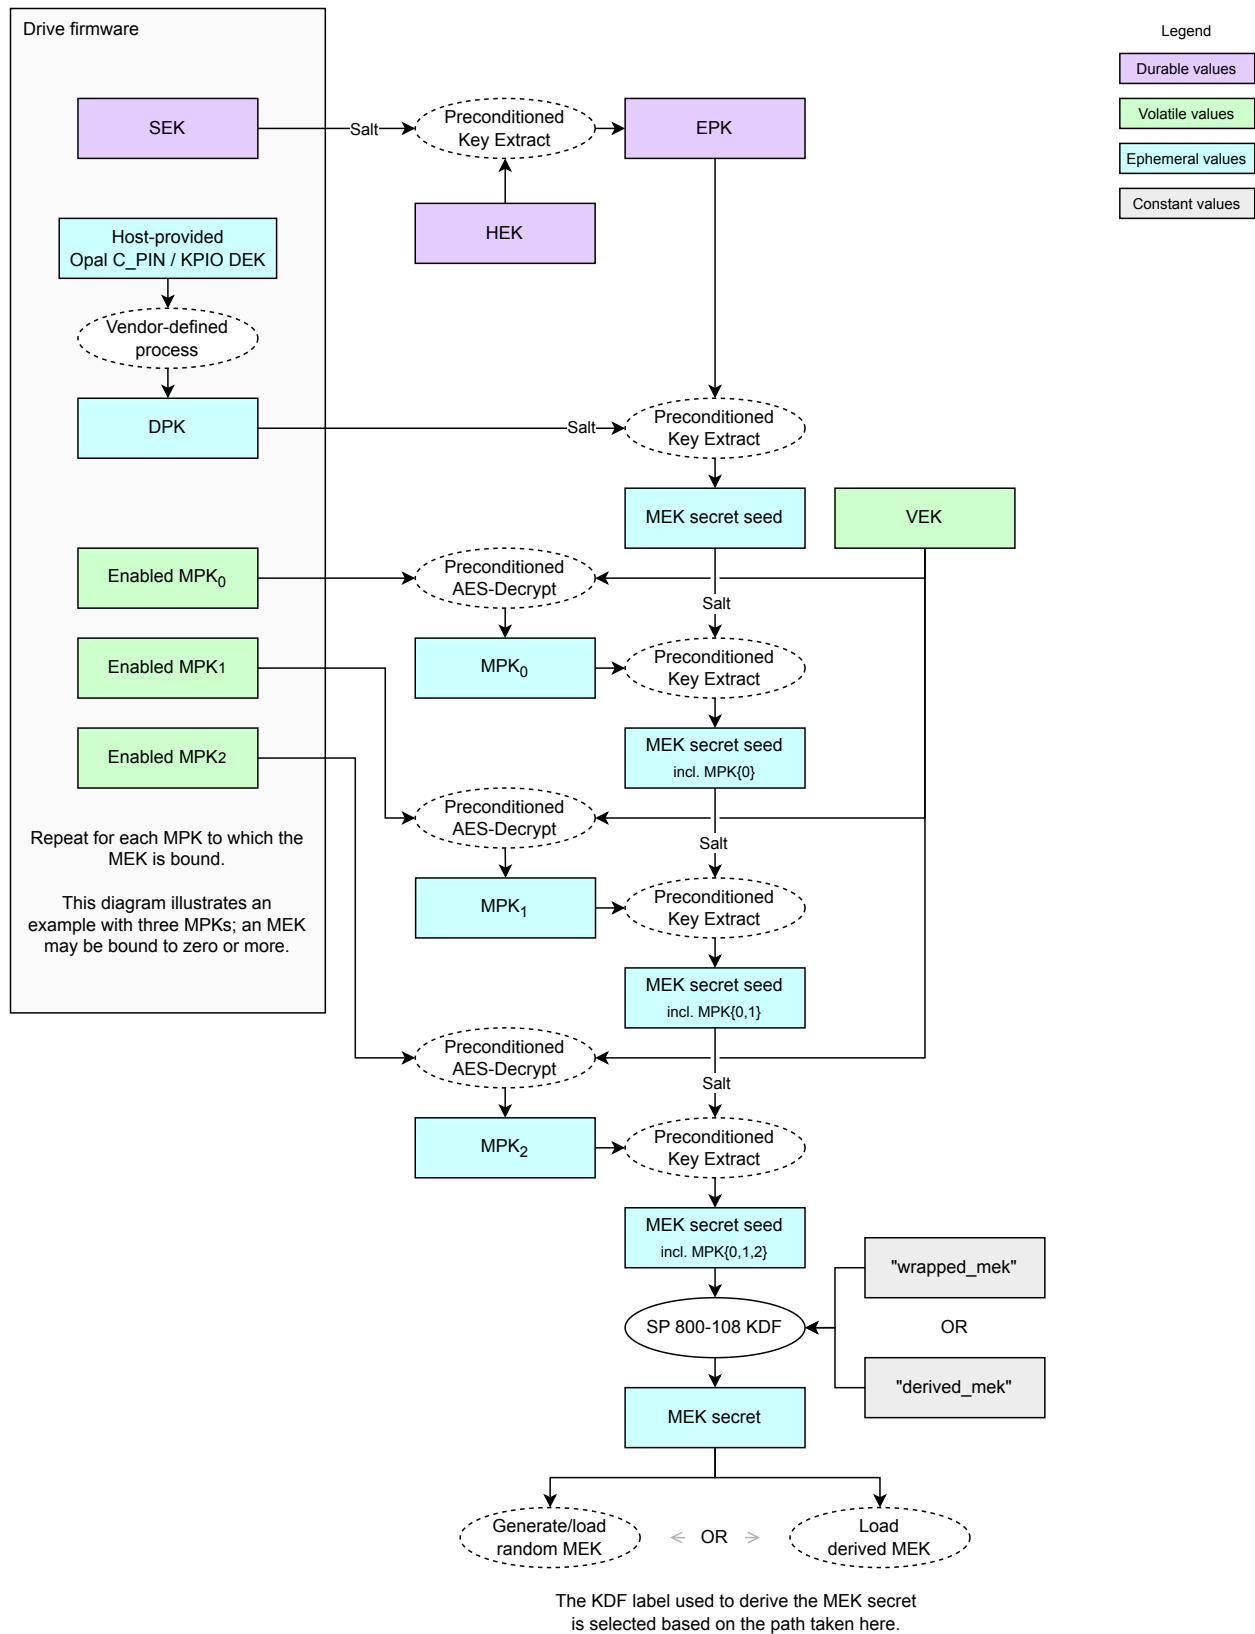 Drive firmware
Legend
Durable values
Volatile values
Ephemeral values
Constant values
SEK
Salt
Preconditioned
Key Extract
EPK
HEK
Host-provided
Opal C_PIN / KPIO DEK
Vendor-defined
process
DPK
Salt
Preconditioned
Key Extract
MEK secret seed
VEK
Enabled MPK0
Preconditioned
AES-Decrypt
Salt
Enabled MPK1
MPK0
Preconditioned
Key Extract
Enabled MPK2
MEK secret seed
incl. MPK{0}
Preconditioned
AES-Decrypt
Salt
Repeat for each MPK to which the
MEK is bound.
This diagram illustrates an
example with three MPKs; an MEK
may be bound to zero or more.
MPK1
Preconditioned
Key Extract
MEK secret seed
incl. MPK{0,1}
Preconditioned
AES-Decrypt
Salt
MPK2
Preconditioned
Key Extract
MEK secret seed
incl. MPK{0,1,2}
"wrapped_mek"
SP 800-108 KDF
OR
"derived_mek"
MEK secret
Generate/load
random MEK
OR
Load
derived MEK
The KDF label used to derive the MEK secret
is selected based on the path taken here.